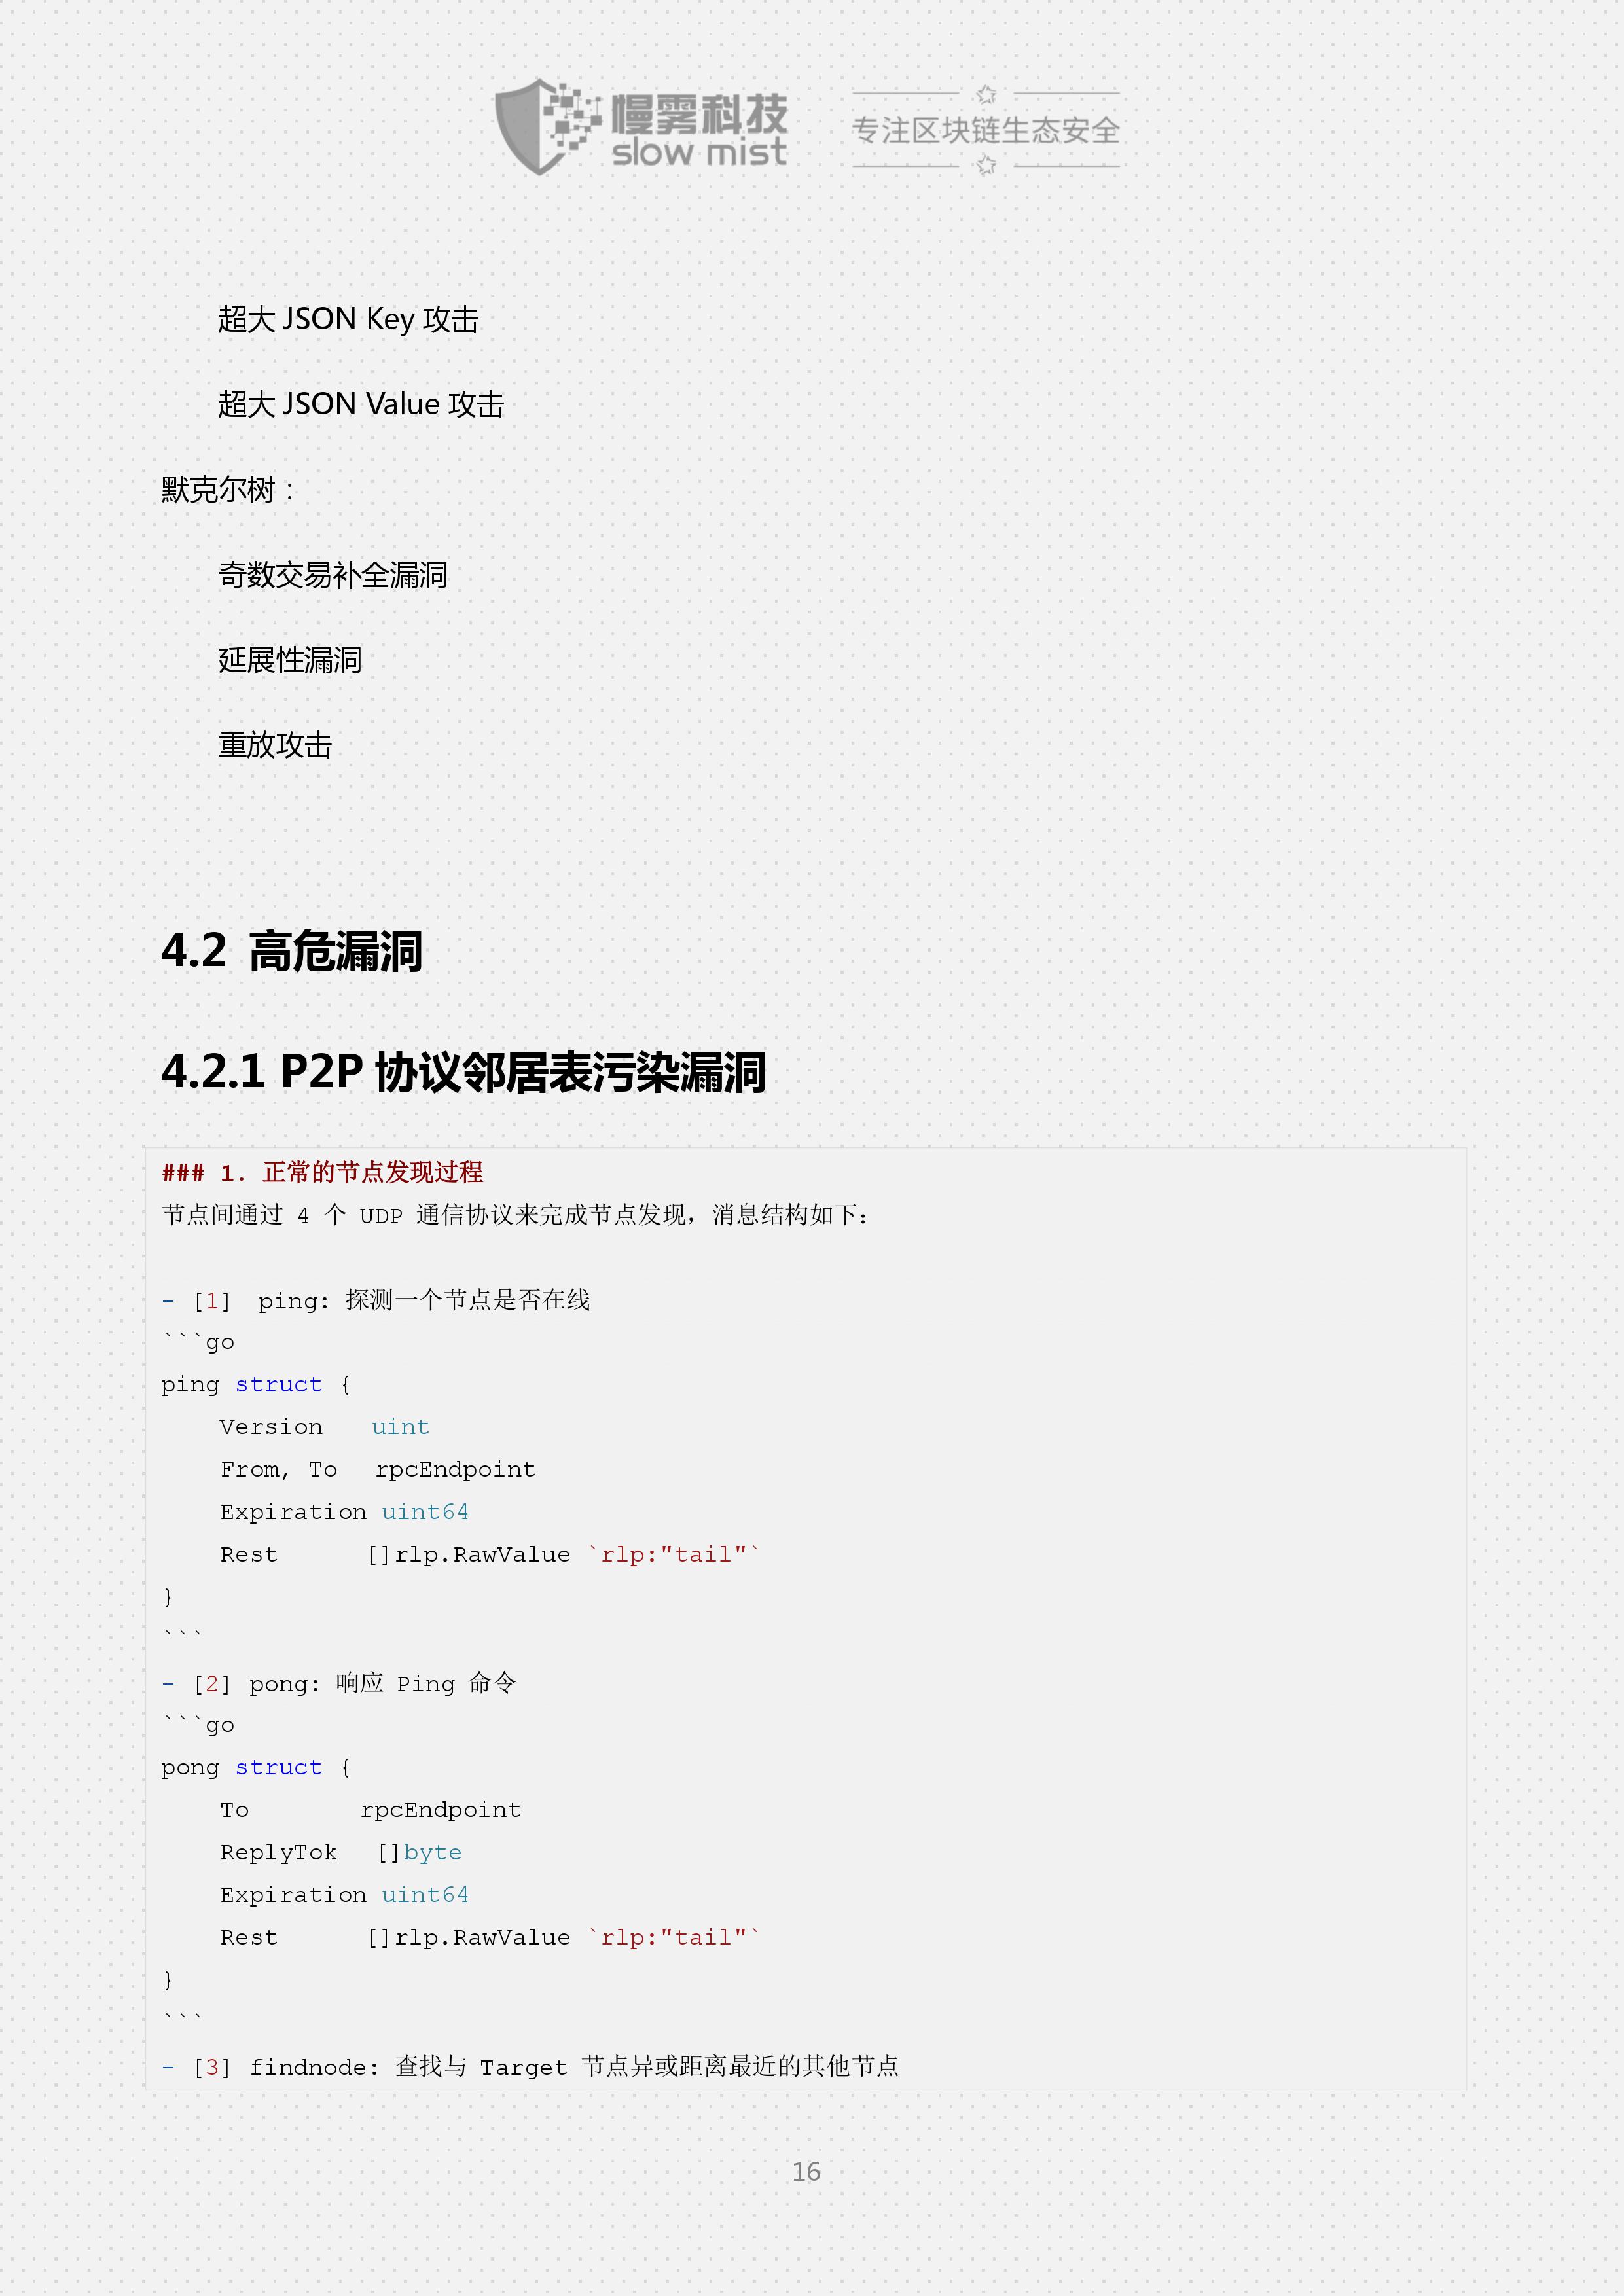 慢雾科技
slow mist
专注区块链生态安全
超大 JSON Key 攻击
超大 JSON Value 攻击
默克尔树：
奇数交易补全漏洞
延展性漏洞
重放攻击
4.2 高危漏洞
4.2.1 P2P 协议邻居表污染漏洞
### 1. 正常的节点发现过程
节点间通过 4 个 UDP 通信协议来完成节点发现，消息结构如下：
- [1]  ping: 探测一个节点是否在线
```go
ping struct {
    Version    uint
    From, To   rpcEndpoint
    Expiration uint64
    Rest       []rlp.RawValue `rlp:"tail"`
}
```
- [2] pong: 响应 Ping 命令
```go
pong struct {
    To         rpcEndpoint
    ReplyTok   []byte
    Expiration uint64
    Rest       []rlp.RawValue `rlp:"tail"`
}
```
- [3] findnode: 查找与 Target 节点异或距离最近的其他节点
16